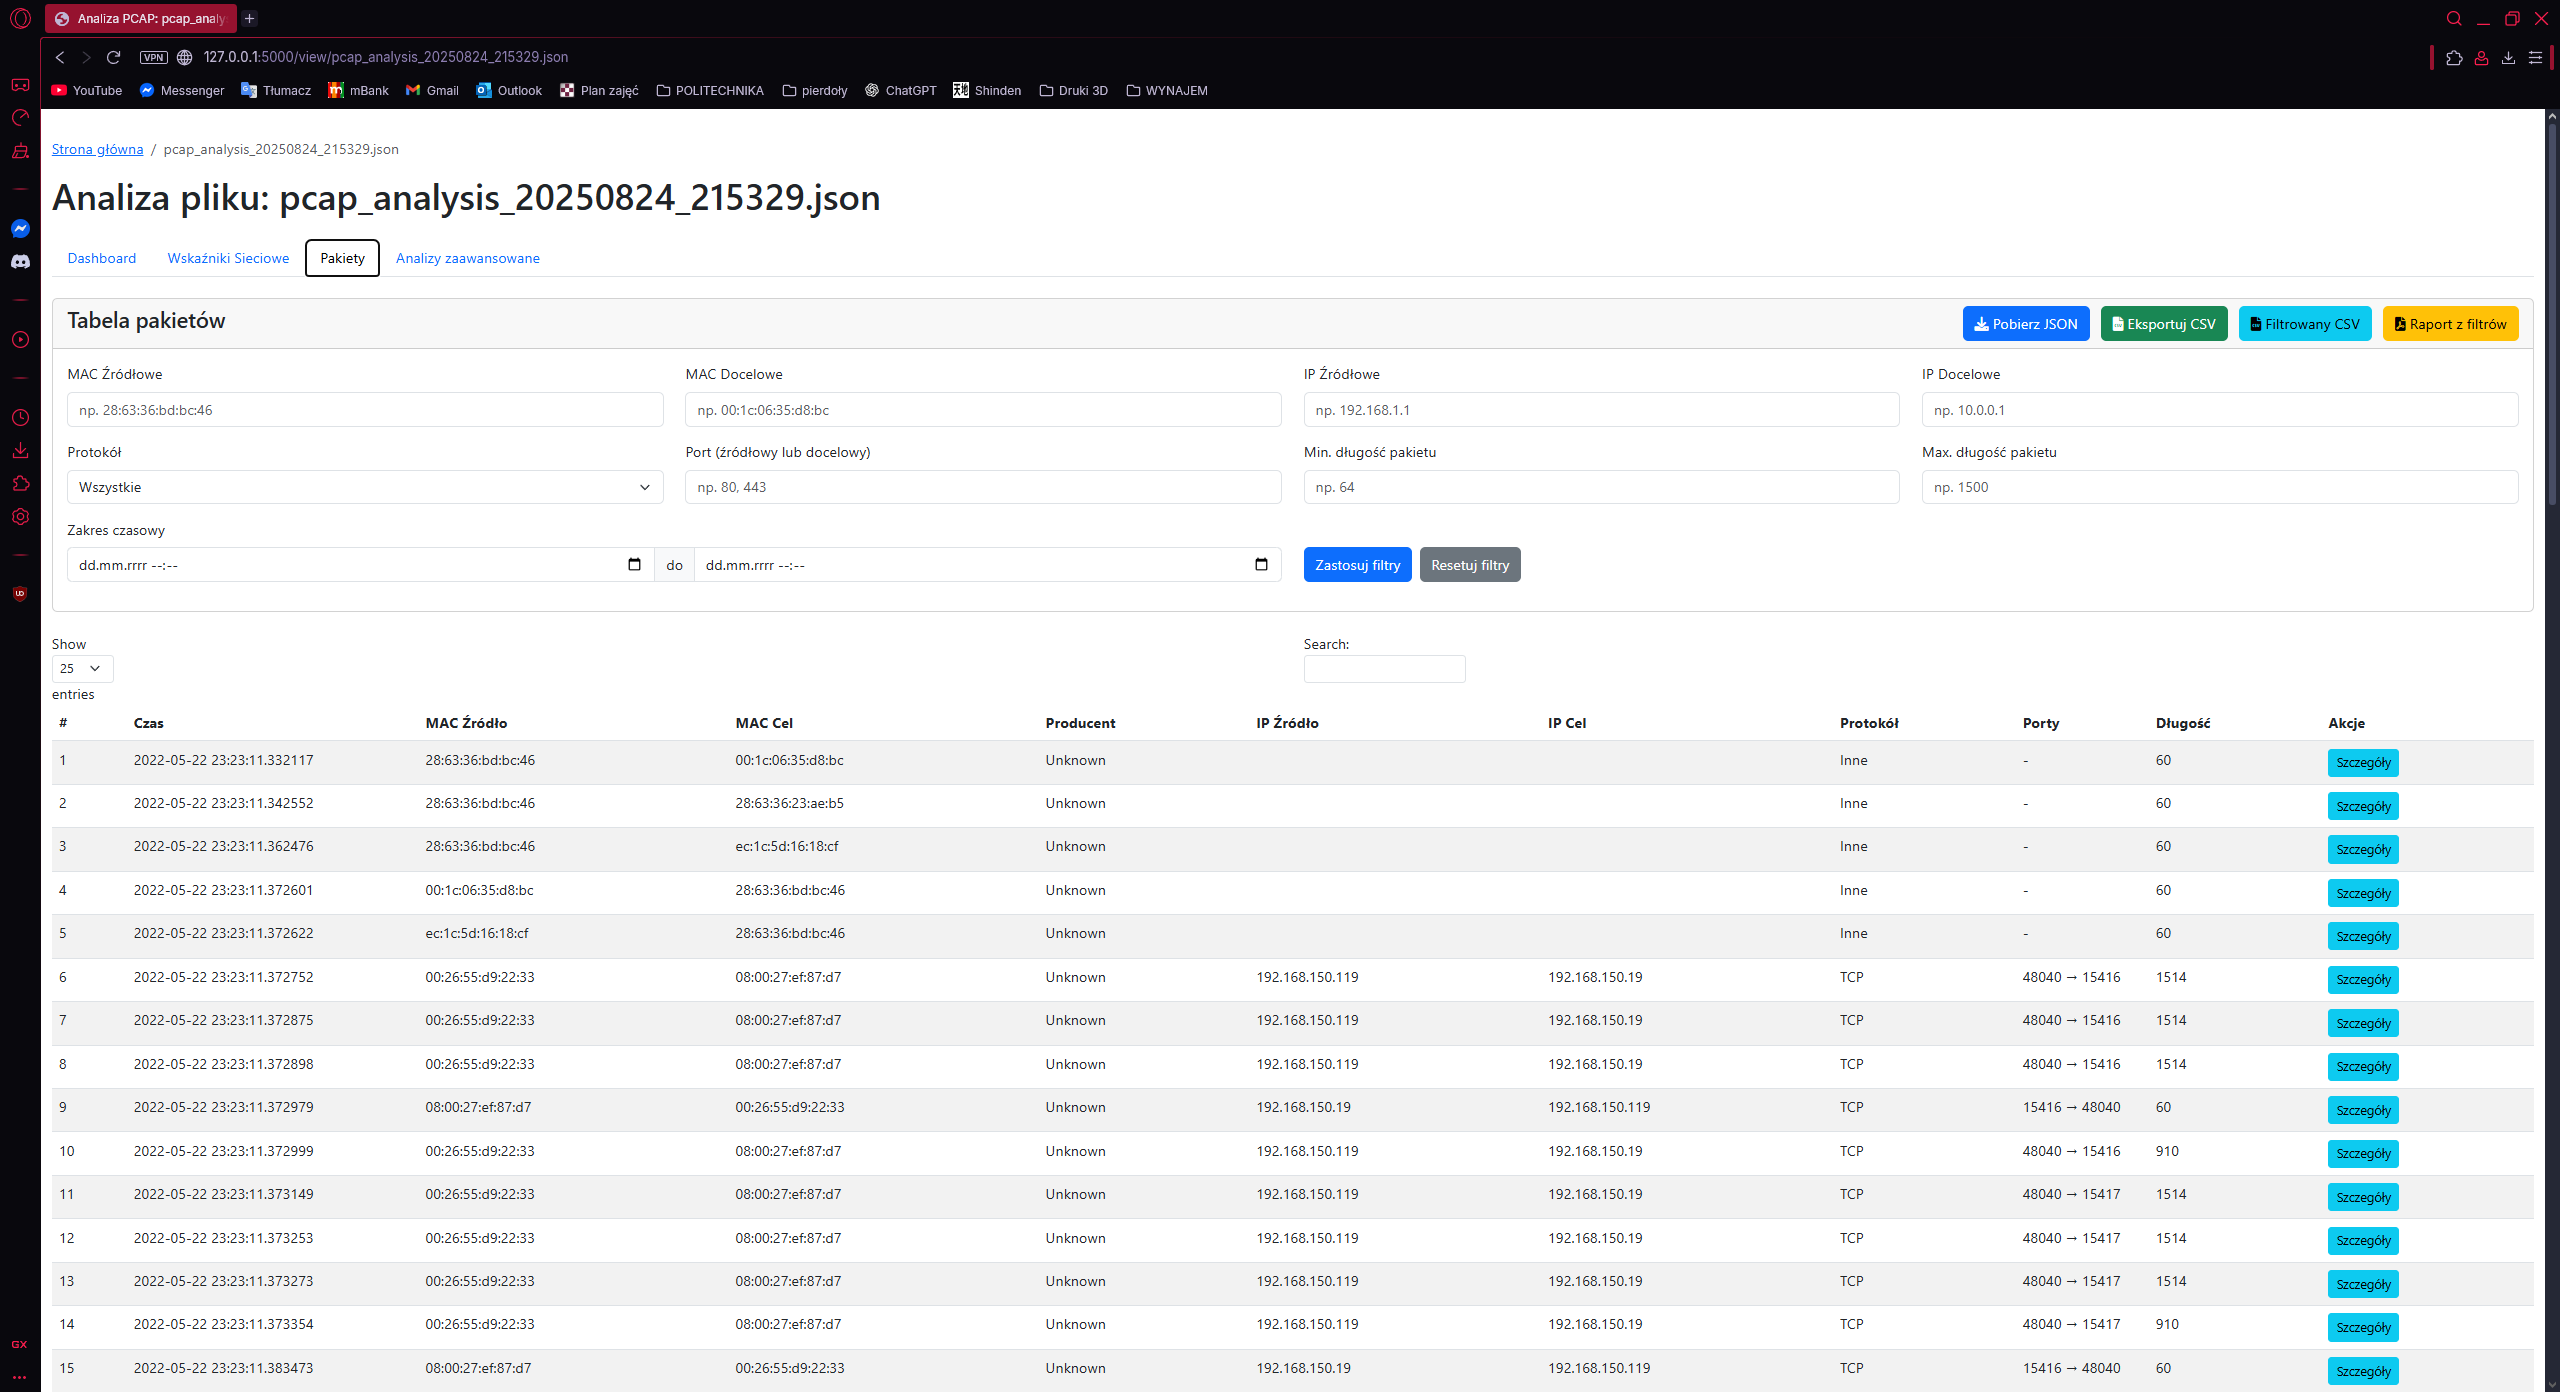 Analiza PCAP: pcap_analy
VPN 127.0.0.1:5000/view/pcap_analysis_20250824_215329.json
YouTube Messenger Tłumacz mBank Gmail Outlook Plan zajęć POLITECHNIKA pierdoły ChatGPT Shinden Druki 3D WYNAJEM
Strona główna / pcap_analysis_20250824_215329.json
Analiza pliku: pcap_analysis_20250824_215329.json
Dashboard Wskaźniki Sieciowe Pakiety Analizy zaawansowane
Tabela pakietów Pobierz JSON Eksportuj CSV Filtrowany CSV Raport z filtrów
MAC Źródłowe MAC Docelowe IP Źródłowe IP Docelowe
np. 28:63:36:bd:bc:46 np. 00:1c:06:35:d8:bc np. 192.168.1.1 np. 10.0.0.1
Protokół Port (źródłowy lub docelowy) Min. długość pakietu Max. długość pakietu
Wszystkie np. 80, 443 np. 64 np. 1500
Zakres czasowy
dd.mm.rrrr --:-- do dd.mm.rrrr --:-- Zastosuj filtry Resetuj filtry
Show Search:
25
entries
# Czas MAC Źródło MAC Cel Producent IP Źródło IP Cel Protokół Porty Długość Akcje
1 2022-05-22 23:23:11.332117 28:63:36:bd:bc:46 00:1c:06:35:d8:bc Unknown Inne - 60 Szczegóły
2 2022-05-22 23:23:11.342552 28:63:36:bd:bc:46 28:63:36:23:ae:b5 Unknown Inne - 60 Szczegóły
3 2022-05-22 23:23:11.362476 28:63:36:bd:bc:46 ec:1c:5d:16:18:cf Unknown Inne - 60 Szczegóły
4 2022-05-22 23:23:11.372601 00:1c:06:35:d8:bc 28:63:36:bd:bc:46 Unknown Inne - 60 Szczegóły
5 2022-05-22 23:23:11.372622 ec:1c:5d:16:18:cf 28:63:36:bd:bc:46 Unknown Inne - 60 Szczegóły
6 2022-05-22 23:23:11.372752 00:26:55:d9:22:33 08:00:27:ef:87:d7 Unknown 192.168.150.119 192.168.150.19 TCP 48040 → 15416 1514 Szczegóły
7 2022-05-22 23:23:11.372875 00:26:55:d9:22:33 08:00:27:ef:87:d7 Unknown 192.168.150.119 192.168.150.19 TCP 48040 → 15416 1514 Szczegóły
8 2022-05-22 23:23:11.372898 00:26:55:d9:22:33 08:00:27:ef:87:d7 Unknown 192.168.150.119 192.168.150.19 TCP 48040 → 15416 1514 Szczegóły
9 2022-05-22 23:23:11.372979 08:00:27:ef:87:d7 00:26:55:d9:22:33 Unknown 192.168.150.19 192.168.150.119 TCP 15416 → 48040 60 Szczegóły
10 2022-05-22 23:23:11.372999 00:26:55:d9:22:33 08:00:27:ef:87:d7 Unknown 192.168.150.119 192.168.150.19 TCP 48040 → 15416 910 Szczegóły
11 2022-05-22 23:23:11.373149 00:26:55:d9:22:33 08:00:27:ef:87:d7 Unknown 192.168.150.119 192.168.150.19 TCP 48040 → 15417 1514 Szczegóły
12 2022-05-22 23:23:11.373253 00:26:55:d9:22:33 08:00:27:ef:87:d7 Unknown 192.168.150.119 192.168.150.19 TCP 48040 → 15417 1514 Szczegóły
13 2022-05-22 23:23:11.373273 00:26:55:d9:22:33 08:00:27:ef:87:d7 Unknown 192.168.150.119 192.168.150.19 TCP 48040 → 15417 1514 Szczegóły
14 2022-05-22 23:23:11.373354 00:26:55:d9:22:33 08:00:27:ef:87:d7 Unknown 192.168.150.119 192.168.150.19 TCP 48040 → 15417 910 Szczegóły
15 2022-05-22 23:23:11.383473 08:00:27:ef:87:d7 00:26:55:d9:22:33 Unknown 192.168.150.19 192.168.150.119 TCP 15416 → 48040 60 Szczegóły
GX